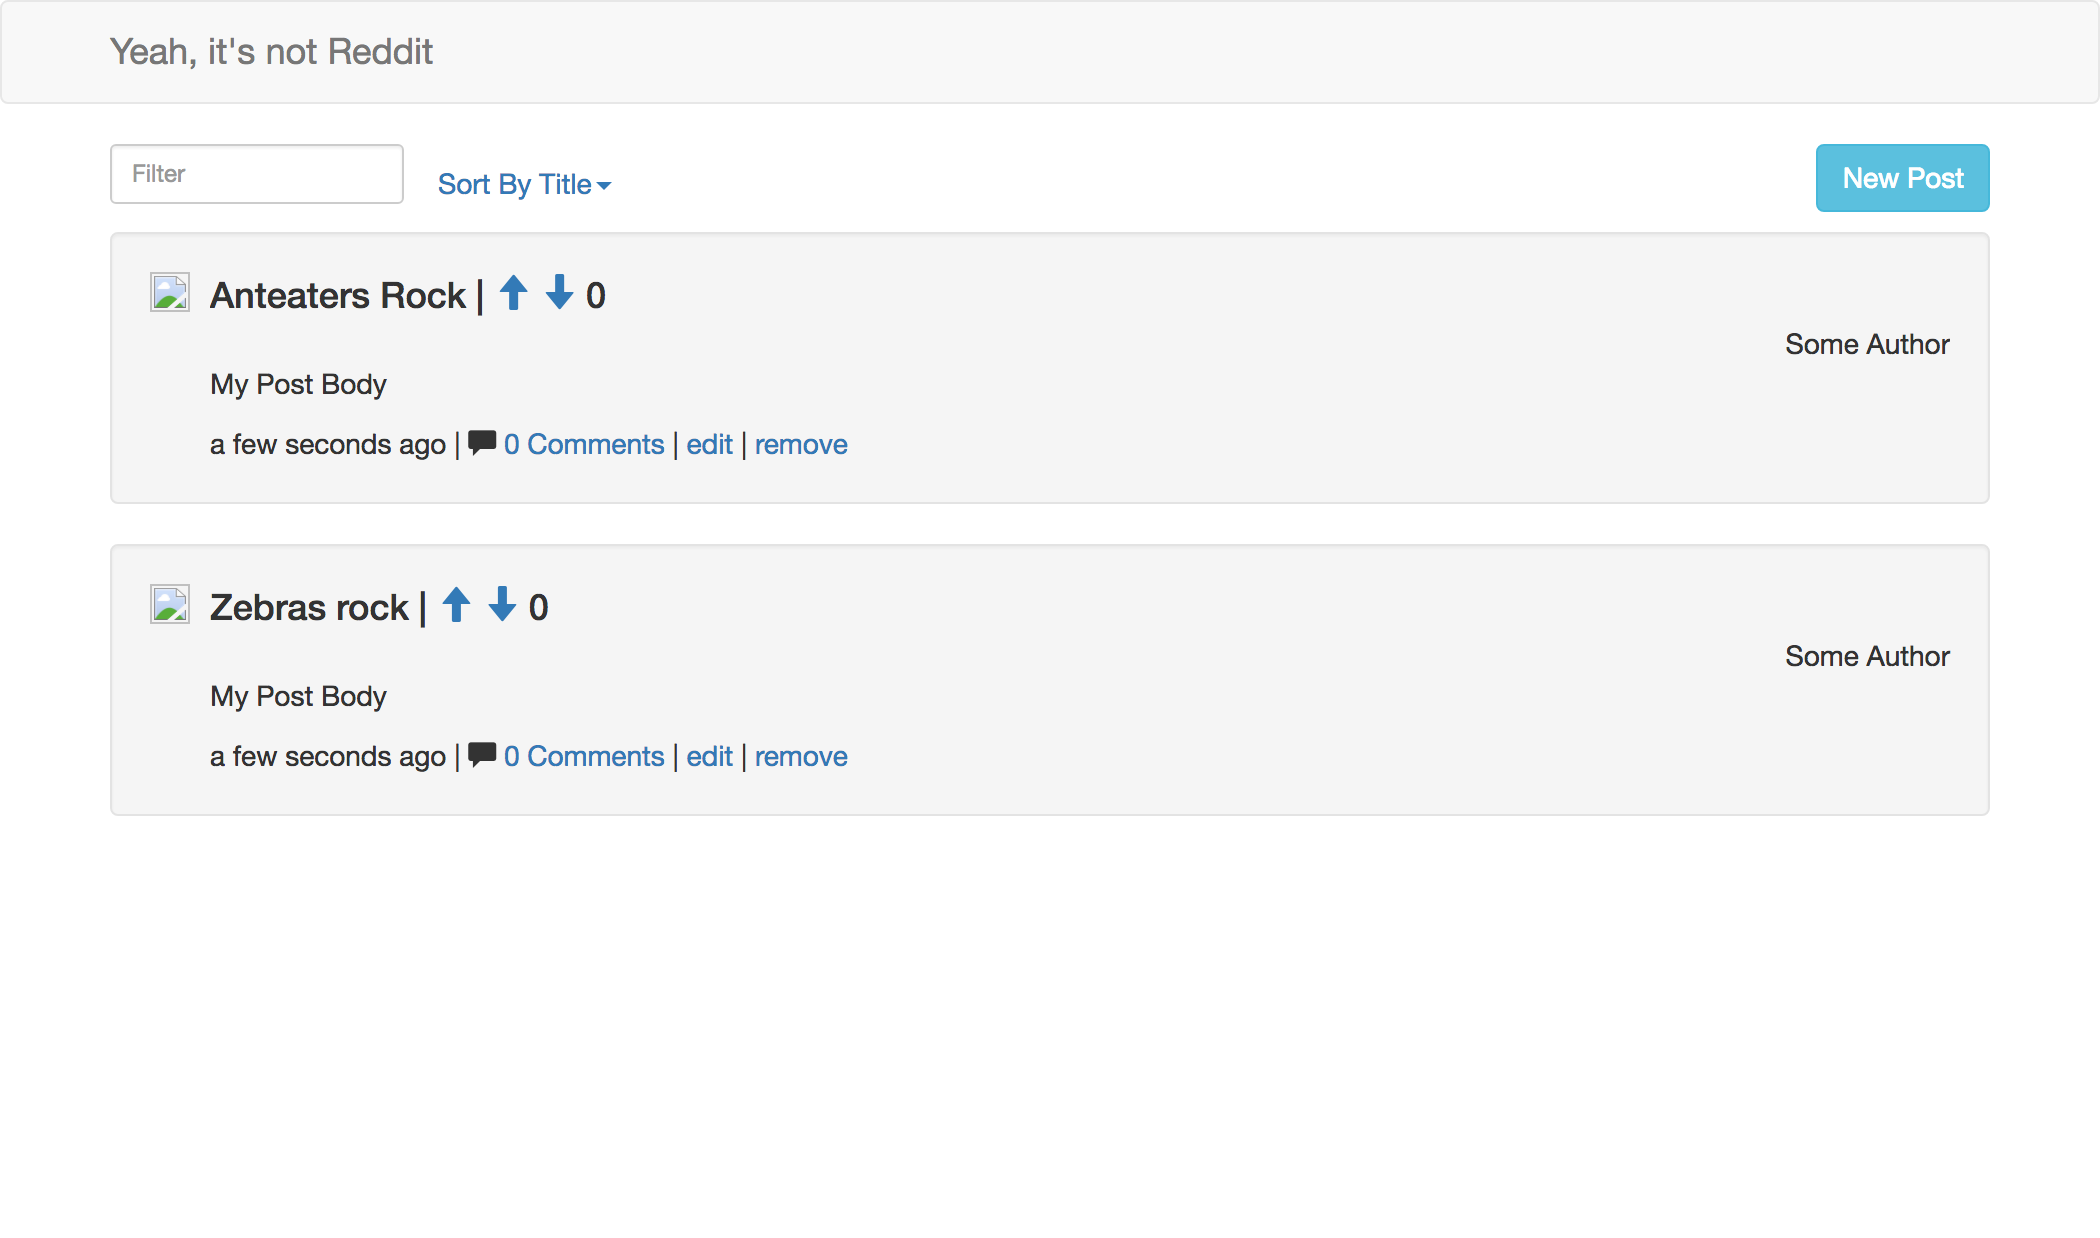 Yeah, it's not Reddit
Filter
Sort By Title
New Post
Anteaters Rock | 0
Some Author
My Post Body
a few seconds ago | 0 Comments | edit | remove
Zebras rock | 0
Some Author
My Post Body
a few seconds ago | 0 Comments | edit | remove